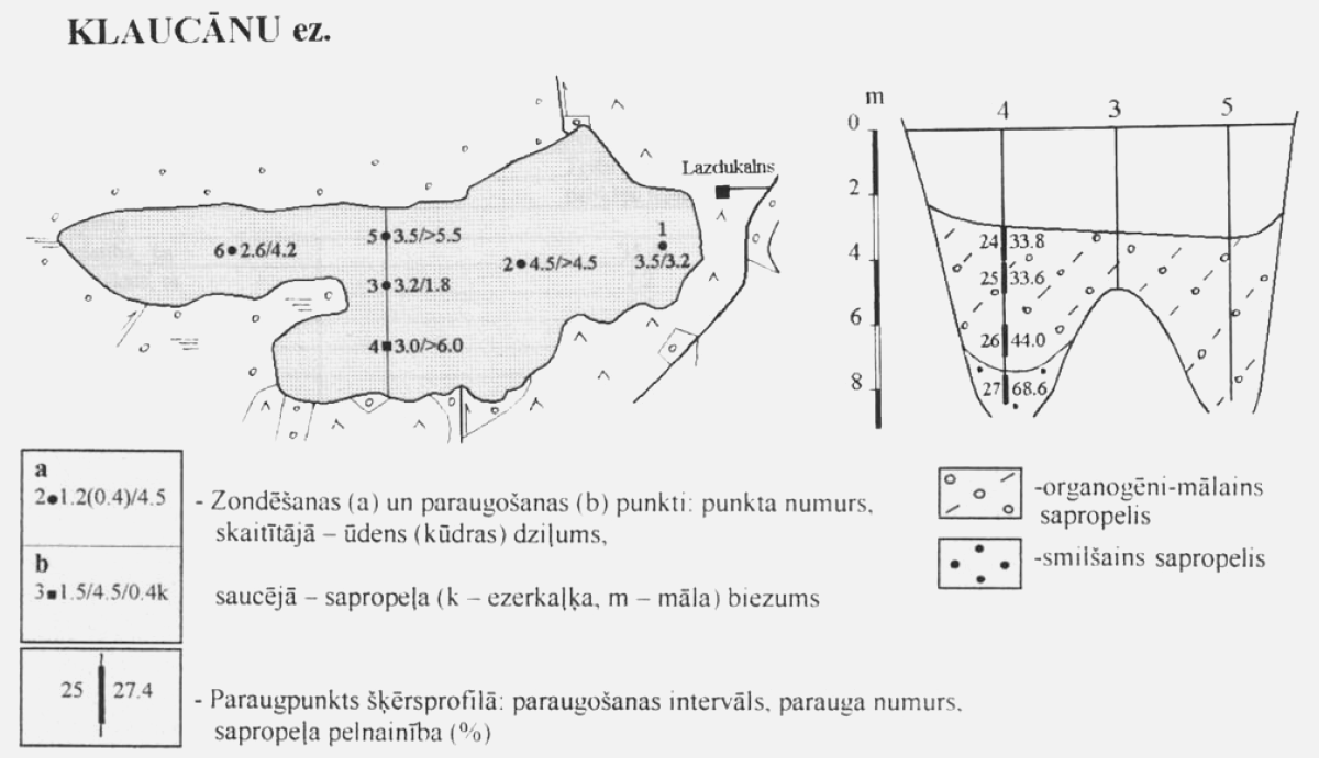 KLAUCĀNU ez.
Lazdukalns
1
3.5/3.2
2●4.5/>4.5
5●3.5/>5.5
6●2.6/4.2
3●3.2/1.8
4■3.0/>6.0
m
4 3 5
0
2
4
6
8
24 33.8
25 33.6
26 44.0
27 68.6
a
2●1.2(0.4)/4.5
b
3■1.5/4.5/0.4k
- Zondēšanas (a) un paraugošanas (b) punkti: punkta numurs,
skaitītājā – ūdens (kūdras) dziļums,
saucējā – sapropeļa (k – ezerkaļķa, m – māla) biezums
25 27.4
- Paraugpunkts šķērsprofilā: paraugošanas intervāls, parauga numurs,
sapropeļa pelnainība (%)
-organogēni-mālains
sapropelis
-smilšains sapropelis